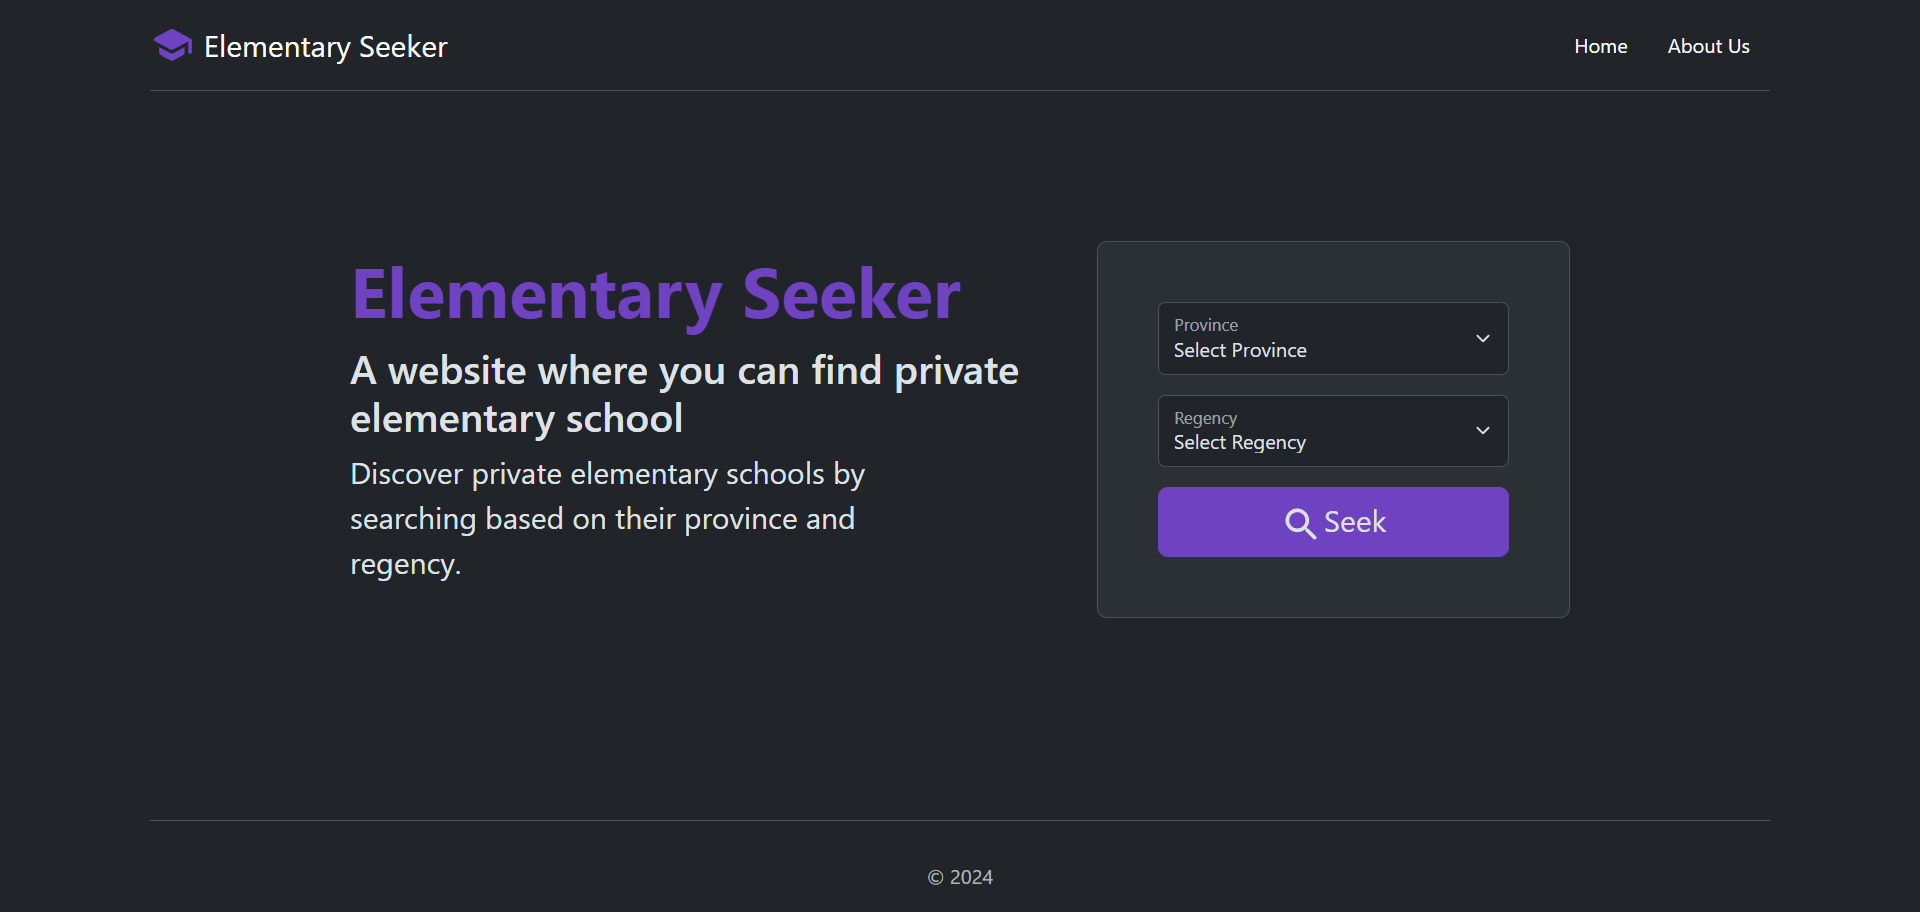 Elementary Seeker
Home
About Us
Elementary Seeker
A website where you can find private
elementary school
Discover private elementary schools by
searching based on their province and
regency.
Province
Select Province
Regency
Select Regency
Seek
© 2024